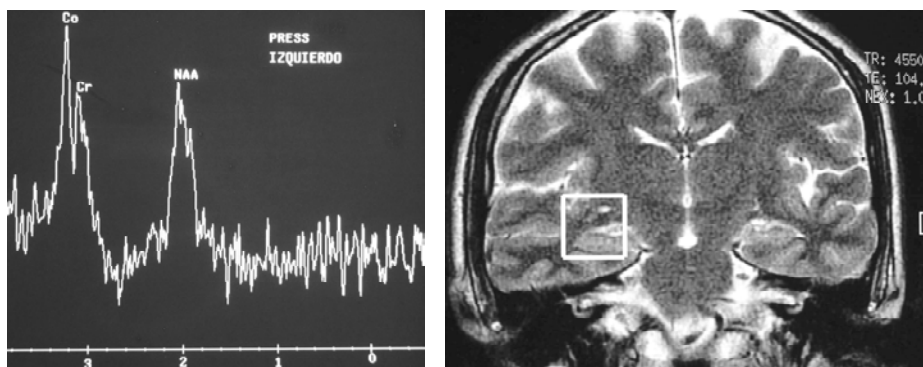 Co
Cr
NAA
PRESS
IZQUIERDO
3
2
1
0
TR: 4550
TE: 104.
NEX: 1.0
L